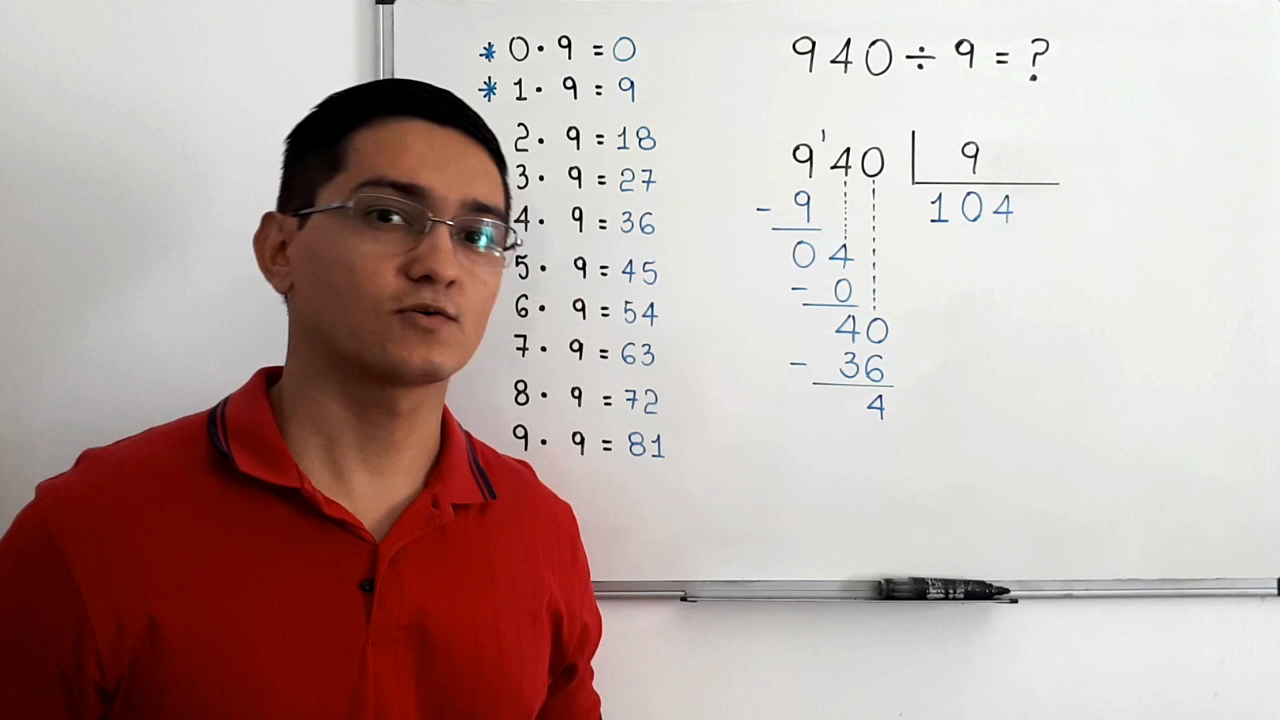 * 0 · 9 = 0
* 1 · 9 = 9
2 · 9 = 18
3 · 9 = 27
4 · 9 = 36
5 · 9 = 45
6 · 9 = 54
7 · 9 = 63
8 · 9 = 72
9 · 9 = 81
940 ÷ 9 = ?
9'40 9
- 9 104
04
- 0
40
- 36
4